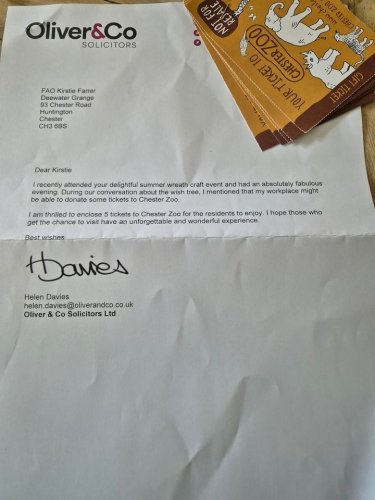 Oliver&Co
SOLICITORS
NOT FOR
RESALE
YOUR TICKET TO
CHESTER ZOO
GIFT TICKET
CHESTER ZOO
FAO Kirstie Farrer
Deewater Grange
93 Chester Road
Huntington
Chester
CH3 6BS
Dear Kirstie
I recently attended your delightful summer wreath craft event and had an absolutely fabulous
evening. During our conversation about the wish tree, I mentioned that my workplace might
be able to donate some tickets to Chester Zoo.
I am thrilled to enclose 5 tickets to Chester Zoo for the residents to enjoy. I hope those who
get the chance to visit have an unforgettable and wonderful experience.
Best wishes
HDavies
Helen Davies
helen.davies@oliverandco.co.uk
Oliver & Co Solicitors Ltd